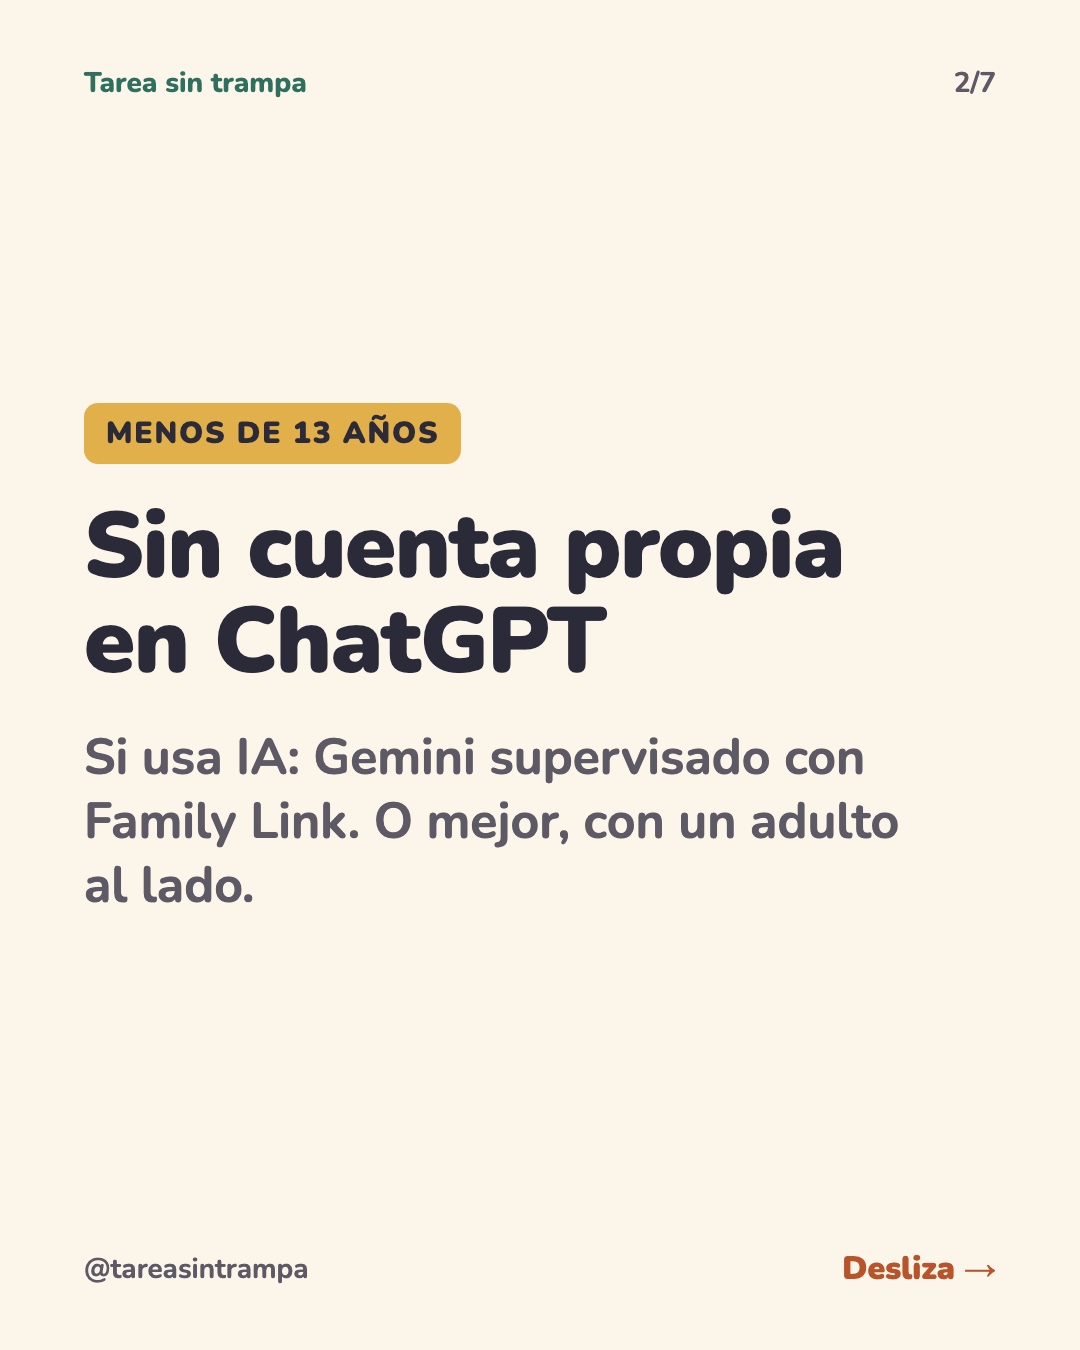 Tarea sin trampa
2/7
MENOS DE 13 AÑOS
Sin cuenta propia
en ChatGPT
Si usa IA: Gemini supervisado con
Family Link. O mejor, con un adulto
al lado.
@tareasintrampa
Desliza →